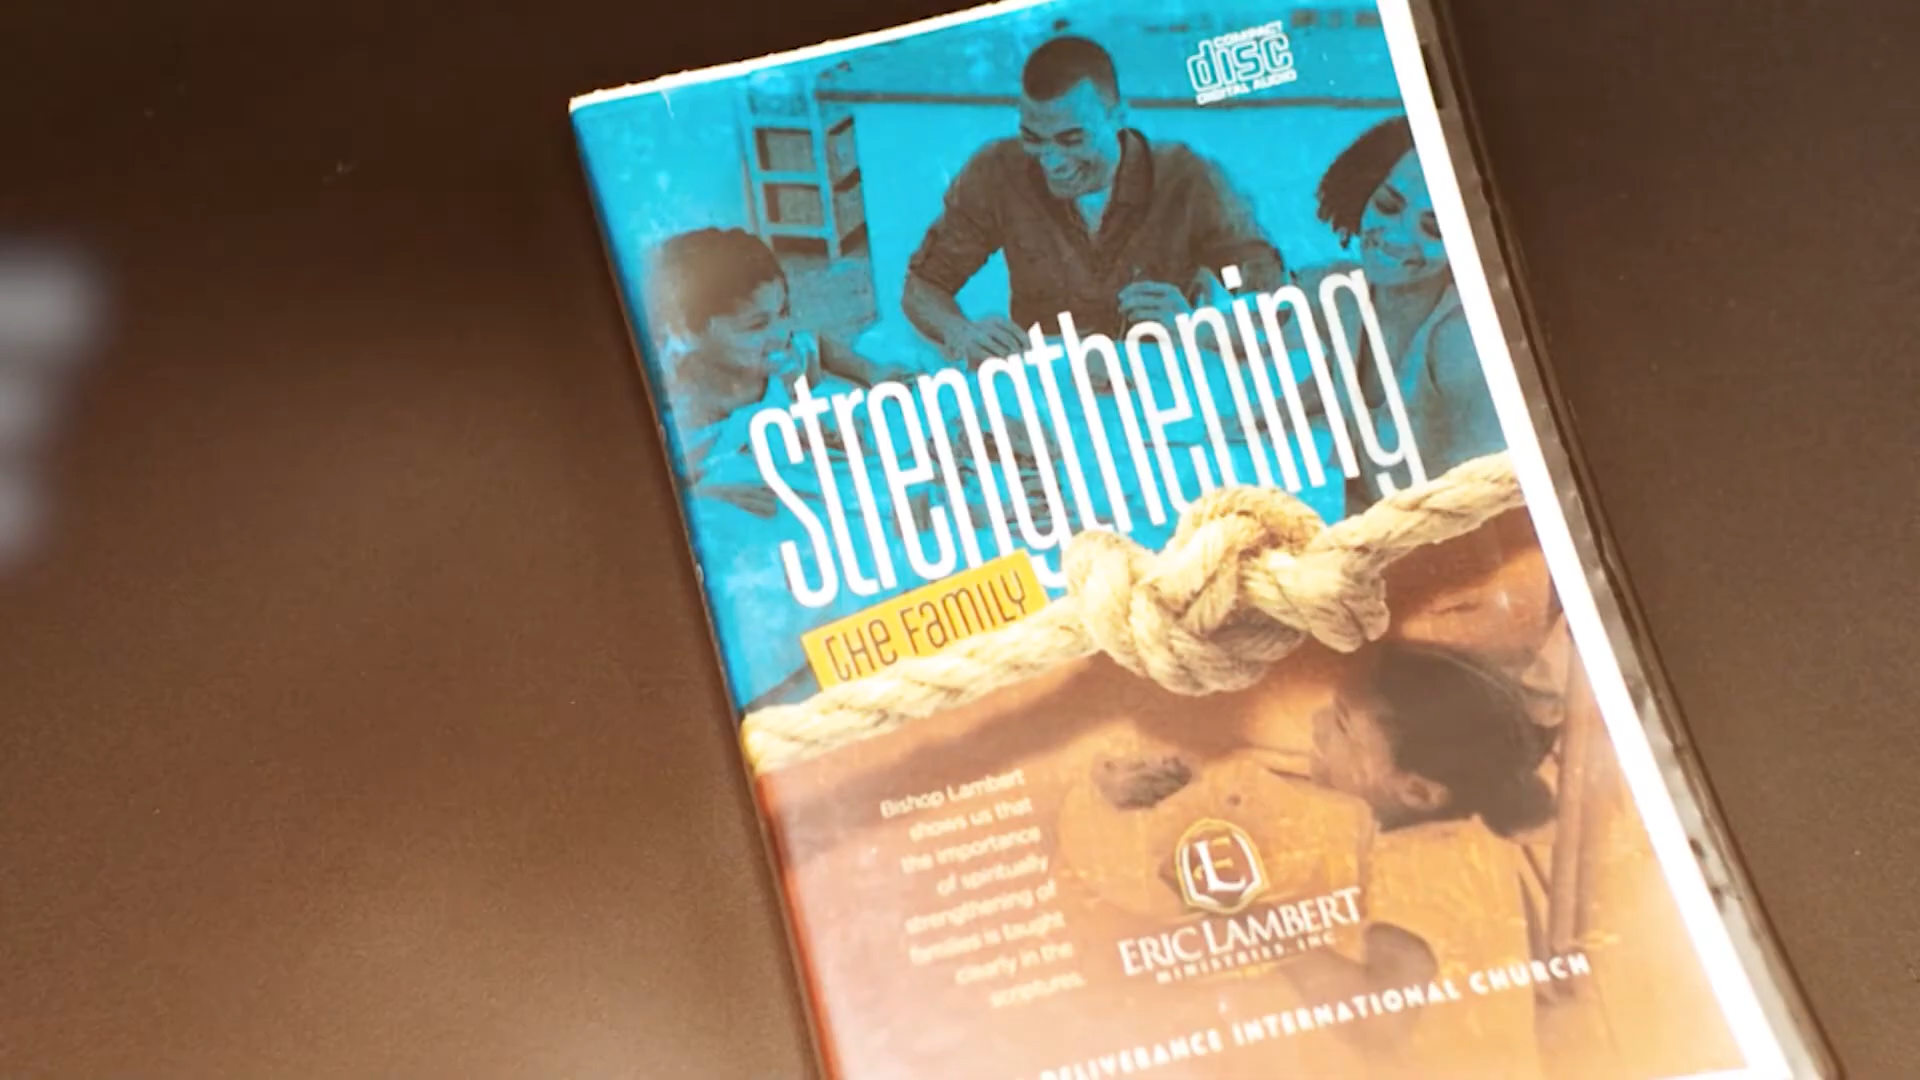 COMPACT
disc
DIGITAL AUDIO
strengthening
THE FAMILY
Bishop Lambert
shows us that
the importance
of spiritually
strengthening of
families is taught
clearly in the
scriptures.
E
ERIC LAMBERT
MINISTRIES, INC
DELIVERANCE INTERNATIONAL CHURCH